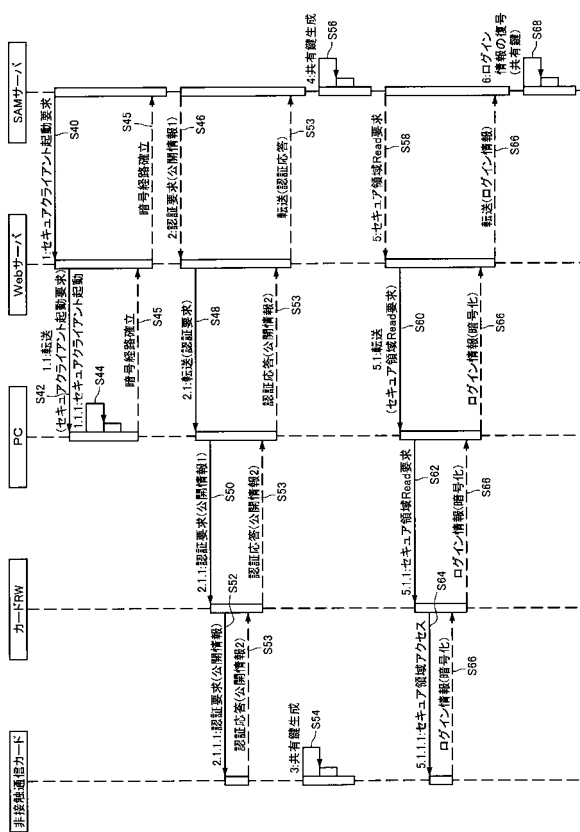 非接触通信カード
カードRW
PC
Webサーバ
SAMサーバ
1:セキュアクライアント起動要求
S40
1.1:転送
(セキュアクライアント起動要求)
S42
1.1.1:セキュアクライアント起動
S44
暗号経路確立
S45
暗号経路確立
S45
2:認証要求(公開情報1)
S46
2.1:転送(認証要求)
S48
2.1.1:認証要求(公開情報1)
S50
2.1.1.1:認証要求(公開情報)
S52
認証応答(公開情報2)
S53
認証応答(公開情報2)
S53
認証応答(公開情報2)
S53
転送(認証応答)
S53
3:共有鍵生成
S54
4:共有鍵生成
S56
5:セキュア領域Read要求
S58
5.1:転送
(セキュア領域Read要求)
S60
5.1.1:セキュア領域Read要求
S62
5.1.1.1:セキュア領域アクセス
S64
ログイン情報(暗号化)
S66
ログイン情報(暗号化)
S66
ログイン情報(暗号化)
S66
転送(ログイン情報)
S66
6:ログイン
情報の復号
(共有鍵)
S68